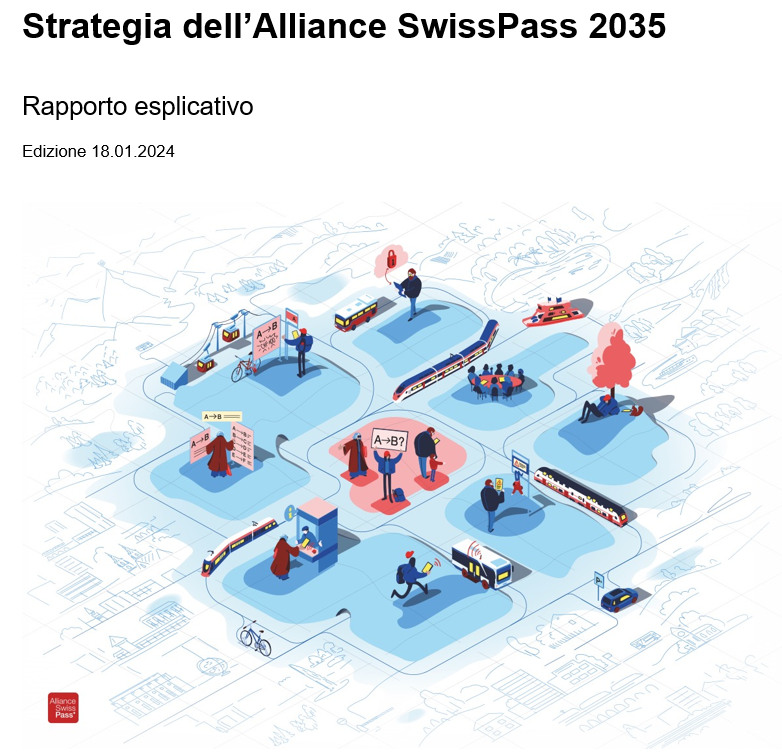 Strategia dell’Alliance SwissPass 2035
Rapporto esplicativo
Edizione 18.01.2024
A→B
A→B
A→B
A→B?
P
Alliance
Swiss
Pass